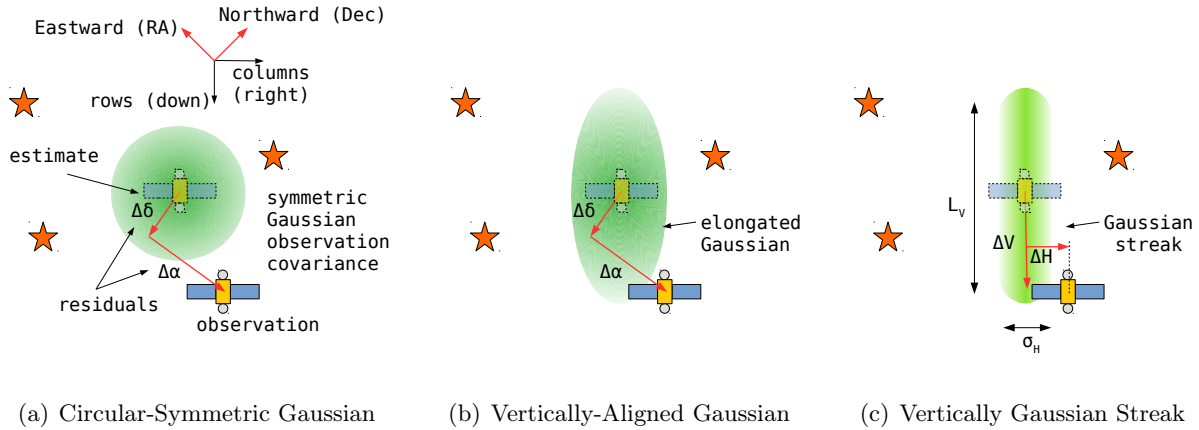 Northward (Dec)
Eastward (RA)
columns
(right)
rows (down)
estimate
Δδ
symmetric
Gaussian
observation
covariance
Δα
residuals
observation
(a) Circular-Symmetric Gaussian
Δδ
elongated
Gaussian
Δα
(b) Vertically-Aligned Gaussian
L_V
Gaussian
streak
ΔV
ΔH
σ_H
(c) Vertically Gaussian Streak